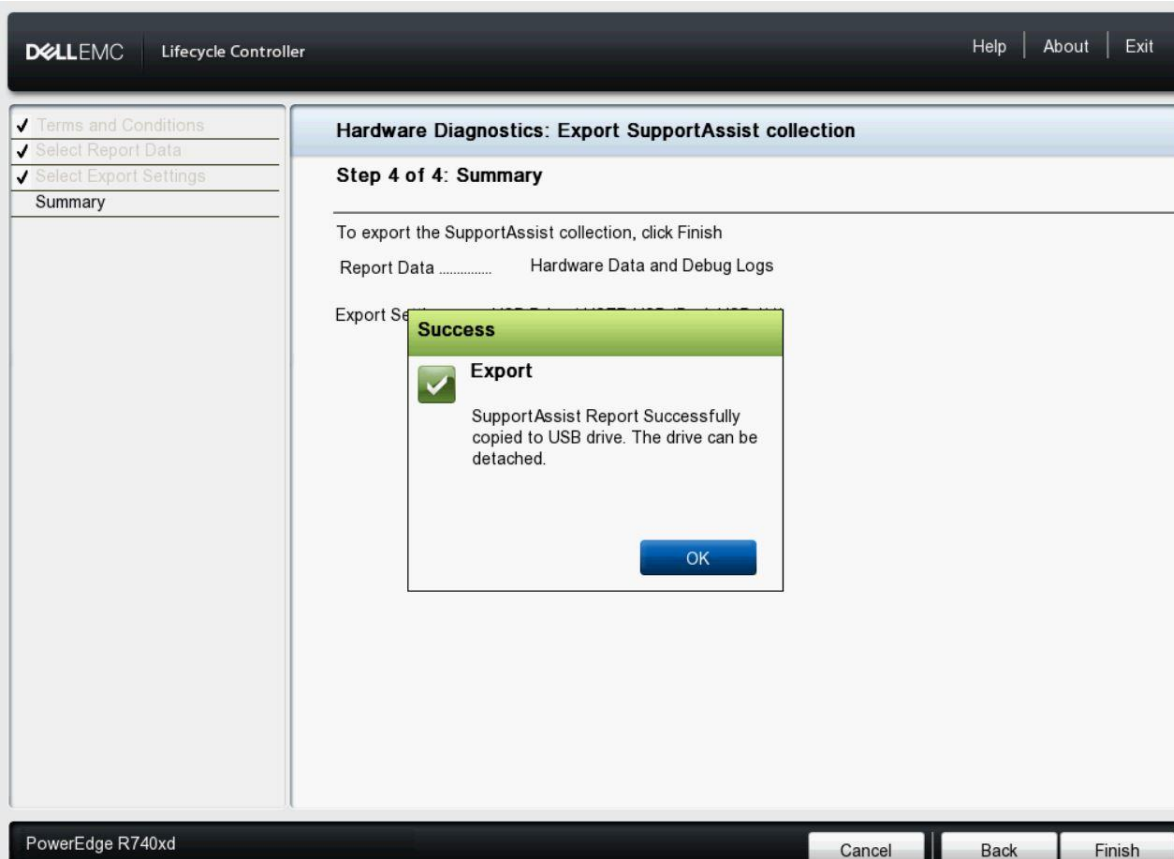 DELLEMC
Lifecycle Controller
Help
About
Exit
Terms and Conditions
Select Report Data
Select Export Settings
Summary
Hardware Diagnostics: Export SupportAssist collection
Step 4 of 4: Summary
To export the SupportAssist collection, click Finish
Report Data ............... Hardware Data and Debug Logs
Export Se
Success
Export
SupportAssist Report Successfully
copied to USB drive. The drive can be
detached.
OK
PowerEdge R740xd
Cancel
Back
Finish